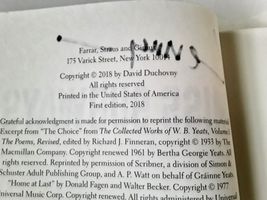 Farrar, Straus and
175 Varick Street, New York 10014
Copyright © 2018 by David Duchovny
All rights reserved
Printed in the United States of America
First edition, 2018
Grateful acknowledgment is made for permission to reprint the following material:
Excerpt from "The Choice" from The Collected Works of W. B. Yeats, Volume
The Poems, Revised, edited by Richard J. Finneran, copyright © 1933 by The
Macmillan Company. Copyright renewed 1961 by Bertha Georgie Yeats. All
rights reserved. Reprinted by permission of Scribner, a division of Simon &
Schuster Adult Publishing Group, and A. P. Watt on behalf of Gráinne Yeats.
"Home at Last" by Donald Fagen and Walter Becker. Copyright © 1977
Universal Music Corp. Copyright renewed. All rights administered by Universal